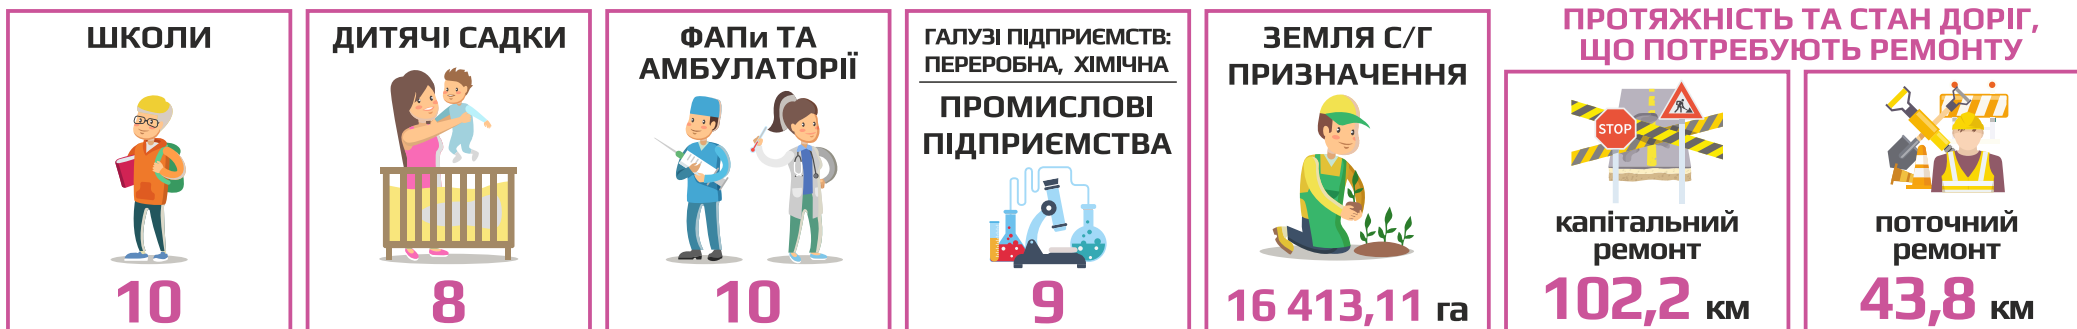 ШКОЛИ
10
ДИТЯЧІ САДКИ
8
ФАПи ТА
АМБУЛАТОРІЇ
10
ГАЛУЗІ ПІДПРИЄМСТВ:
ПЕРЕРОБНА, ХІМІЧНА
ПРОМИСЛОВІ
ПІДПРИЄМСТВА
9
ЗЕМЛЯ С/Г
ПРИЗНАЧЕННЯ
16 413,11 га
ПРОТЯЖНІСТЬ ТА СТАН ДОРІГ,
ЩО ПОТРЕБУЮТЬ РЕМОНТУ
STOP
капітальний
ремонт
102,2 км
поточний
ремонт
43,8 км